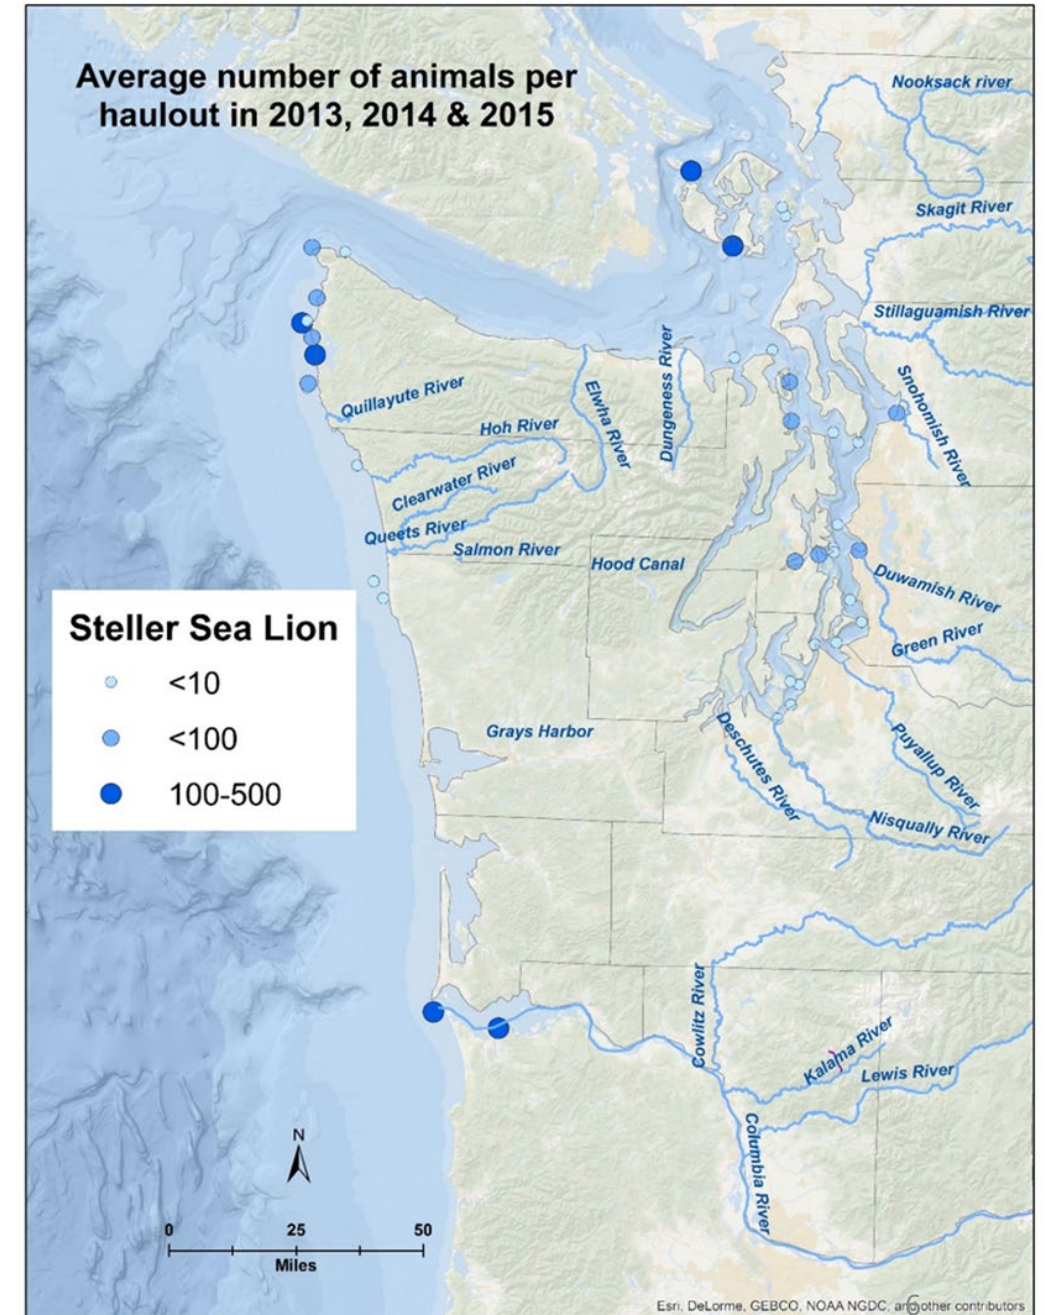 Average number of animals per
haulout in 2013, 2014 & 2015
Nooksack river
Skagit River
Stillaguamish River
Snohomish River
Dungeness River
Elwha River
Quillayute River
Hoh River
Clearwater River
Queets River
Salmon River
Hood Canal
Duwamish River
Green River
Steller Sea Lion
<10
<100
100-500
Grays Harbor
Deschutes River
Puyallup River
Nisqually River
Cowlitz River
Kalama River
Lewis River
Columbia River
N
0 25 50
Miles
6
Esri, DeLorme, GEBCO, NOAA NGDC, and other contributors